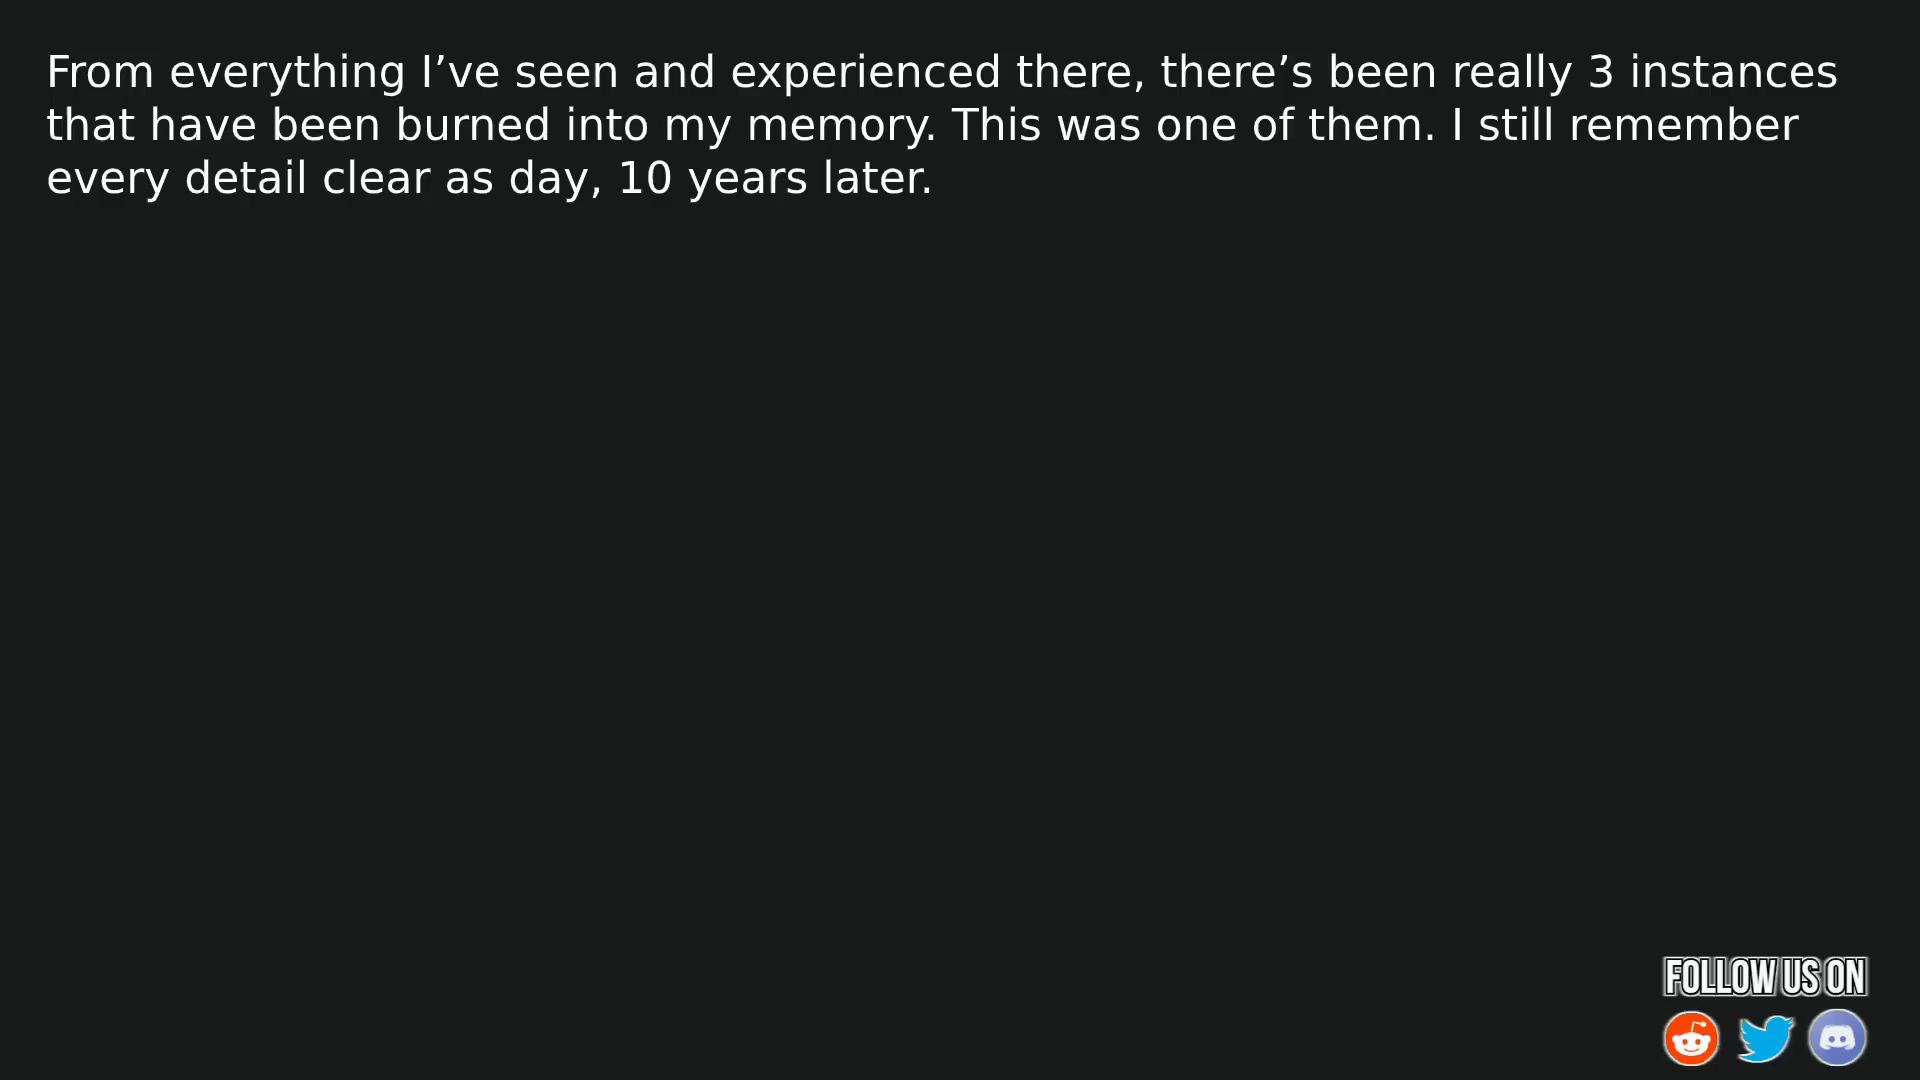 From everything I’ve seen and experienced there, there’s been really 3 instances
that have been burned into my memory. This was one of them. I still remember
every detail clear as day, 10 years later.
FOLLOW US ON